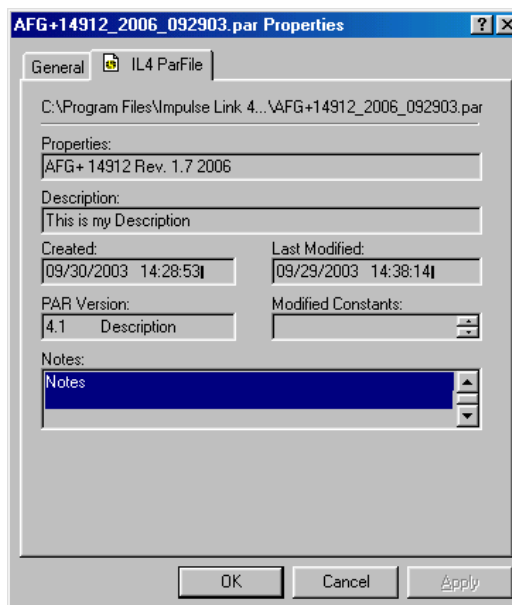 AFG+14912_2006_092903.par Properties
General
IL4 ParFile
C:\Program Files\Impulse Link 4...\AFG+14912_2006_092903.par
Properties:
AFG+ 14912 Rev. 1.7 2006
Description:
This is my Description
Created:
Last Modified:
09/30/2003 14:28:53
09/29/2003 14:38:14
PAR Version:
Modified Constants:
4.1 Description
Notes:
Notes
OK
Cancel
Apply